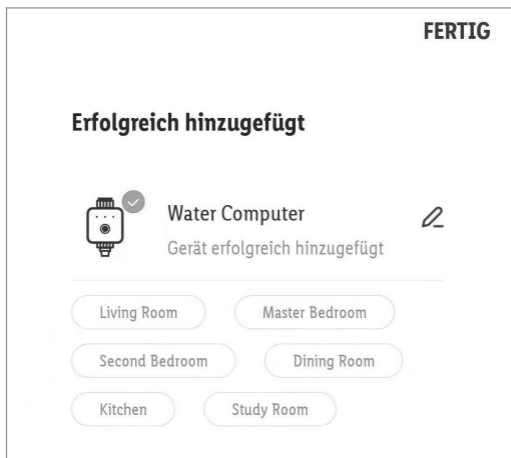 FERTIG
Erfolgreich hinzugefügt
Water Computer
Gerät erfolgreich hinzugefügt
Living Room Master Bedroom
Second Bedroom Dining Room
Kitchen Study Room